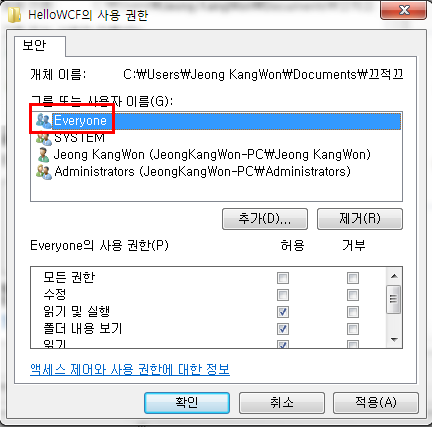 HelloWCF의 사용 권한
보안
개체 이름: C:₩Users₩Jeong KangWon₩Documents₩끄적끄
그룹 또는 사용자 이름(G):
Everyone
SYSTEM
Jeong KangWon (JeongKangWon-PC₩Jeong KangWon)
Administrators (JeongKangWon-PC₩Administrators)
추가(D)... 제거(R)
Everyone의 사용 권한(P) 허용 거부
모든 권한
수정
읽기 및 실행
폴더 내용 보기
읽기
액세스 제어와 사용 권한에 대한 정보
확인 취소 적용(A)